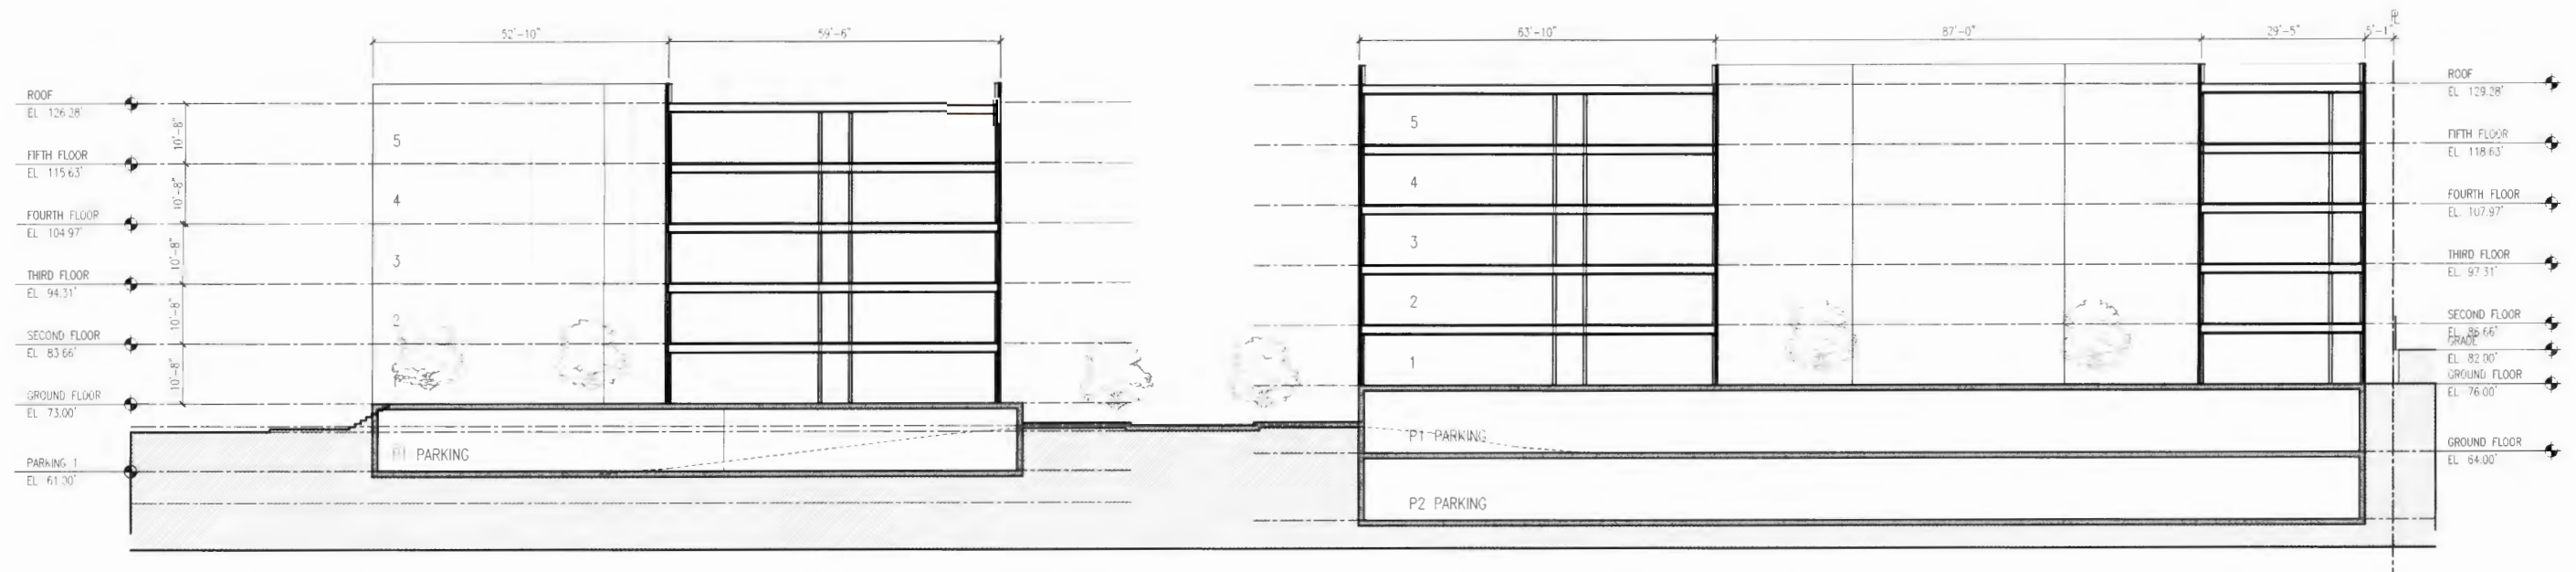 52'-10"
59'-6"
63'-10"
87'-0"
29'-5"
5'-1"
ROOF
EL 126.28'
FIFTH FLOOR
EL 115.63'
FOURTH FLOOR
EL 104.97'
THIRD FLOOR
EL 94.31'
SECOND FLOOR
EL 83.66'
GROUND FLOOR
EL 73.00'
PARKING 1
EL 61.00'
10'-8"
10'-8"
10'-8"
10'-8"
10'-8"
5
4
3
2
P1 PARKING
5
4
3
2
1
P1 PARKING
P2 PARKING
ROOF
EL 129.28'
FIFTH FLOOR
EL 118.63'
FOURTH FLOOR
EL. 107.97'
THIRD FLOOR
EL 97.31'
SECOND FLOOR
EL. 86.66'
GRADE
EL 82.00'
GROUND FLOOR
EL 76.00'
GROUND FLOOR
EL 64.00'